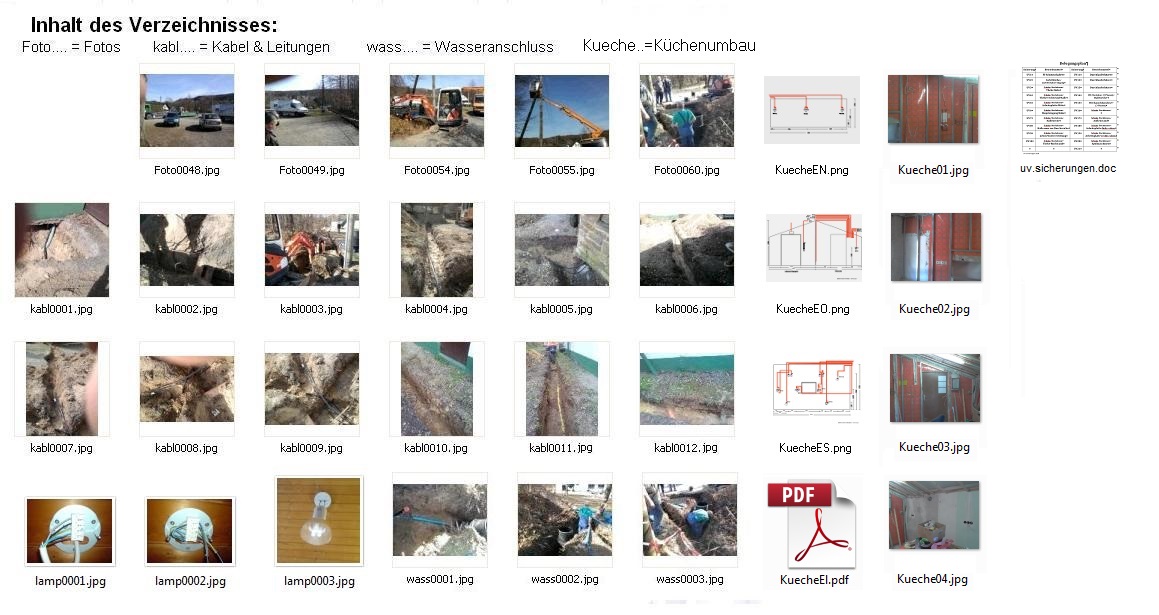 Inhalt des Verzeichnisses:
Foto.... = Fotos kabl.... = Kabel & Leitungen wass.... = Wasseranschluss Kueche..=Küchenumbau
Foto0048.jpg Foto0049.jpg Foto0054.jpg Foto0055.jpg Foto0060.jpg KuecheEN.png Kueche01.jpg uv.sicherungen.doc
kabl0001.jpg kabl0002.jpg kabl0003.jpg kabl0004.jpg kabl0005.jpg kabl0006.jpg KuecheEO.png Kueche02.jpg
kabl0007.jpg kabl0008.jpg kabl0009.jpg kabl0010.jpg kabl0011.jpg kabl0012.jpg KuecheES.png Kueche03.jpg
PDF
lamp0001.jpg lamp0002.jpg lamp0003.jpg wass0001.jpg wass0002.jpg wass0003.jpg KuecheEI.pdf Kueche04.jpg